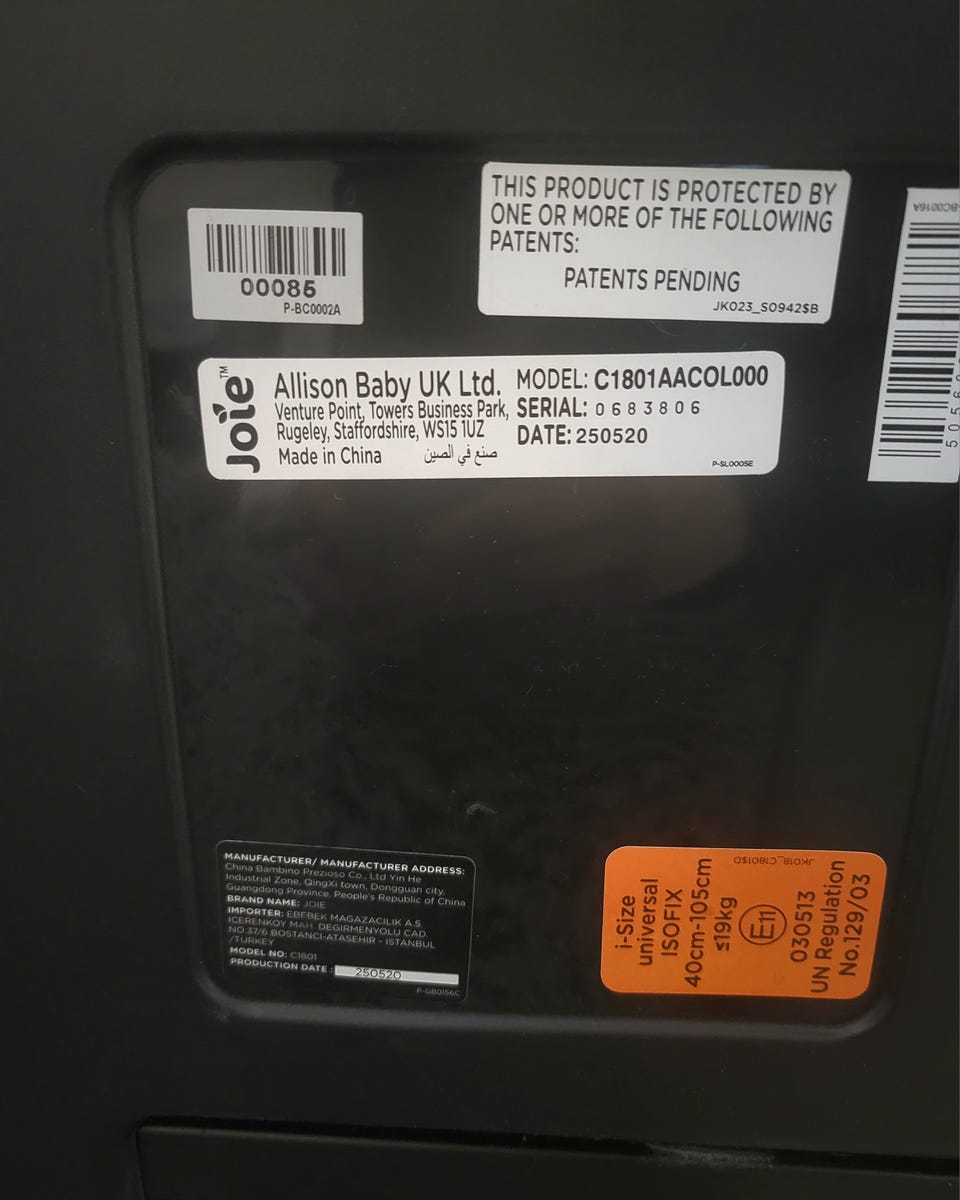 00085
P-BC0002A
THIS PRODUCT IS PROTECTED BY
ONE OR MORE OF THE FOLLOWING
PATENTS:
PATENTS PENDING
JK023_S0942$B
BC0016A
5056
Joie™
Allison Baby UK Ltd.
Venture Point, Towers Business Park,
Rugeley, Staffordshire, WS15 1UZ
Made in China صنع في الصين
MODEL: C1801AACOL000
SERIAL: 0683806
DATE: 250520
P-SL0005E
MANUFACTURER/ MANUFACTURER ADDRESS:
China Bambino Prezioso Co., Ltd Yin He
Industrial Zone, QingXi town, Dongguan city,
Guangdong Province, People's Republic of China
BRAND NAME: JOIE
IMPORTER: EBEBEK MAGAZACILIK A.S.
ICERENKOY MAH. DEGIRMENYOLU CAD.
NO:37/6 BOSTANCI-ATASEHIR - ISTANBUL
/TURKEY
MODEL NO: C1801
PRODUCTION DATE : 250520
P-GB0156C
i-Size
universal
ISOFIX
40cm-105cm
≤19kg
E11
030513
UN Regulation
No.129/03
JK01B_C1801$D